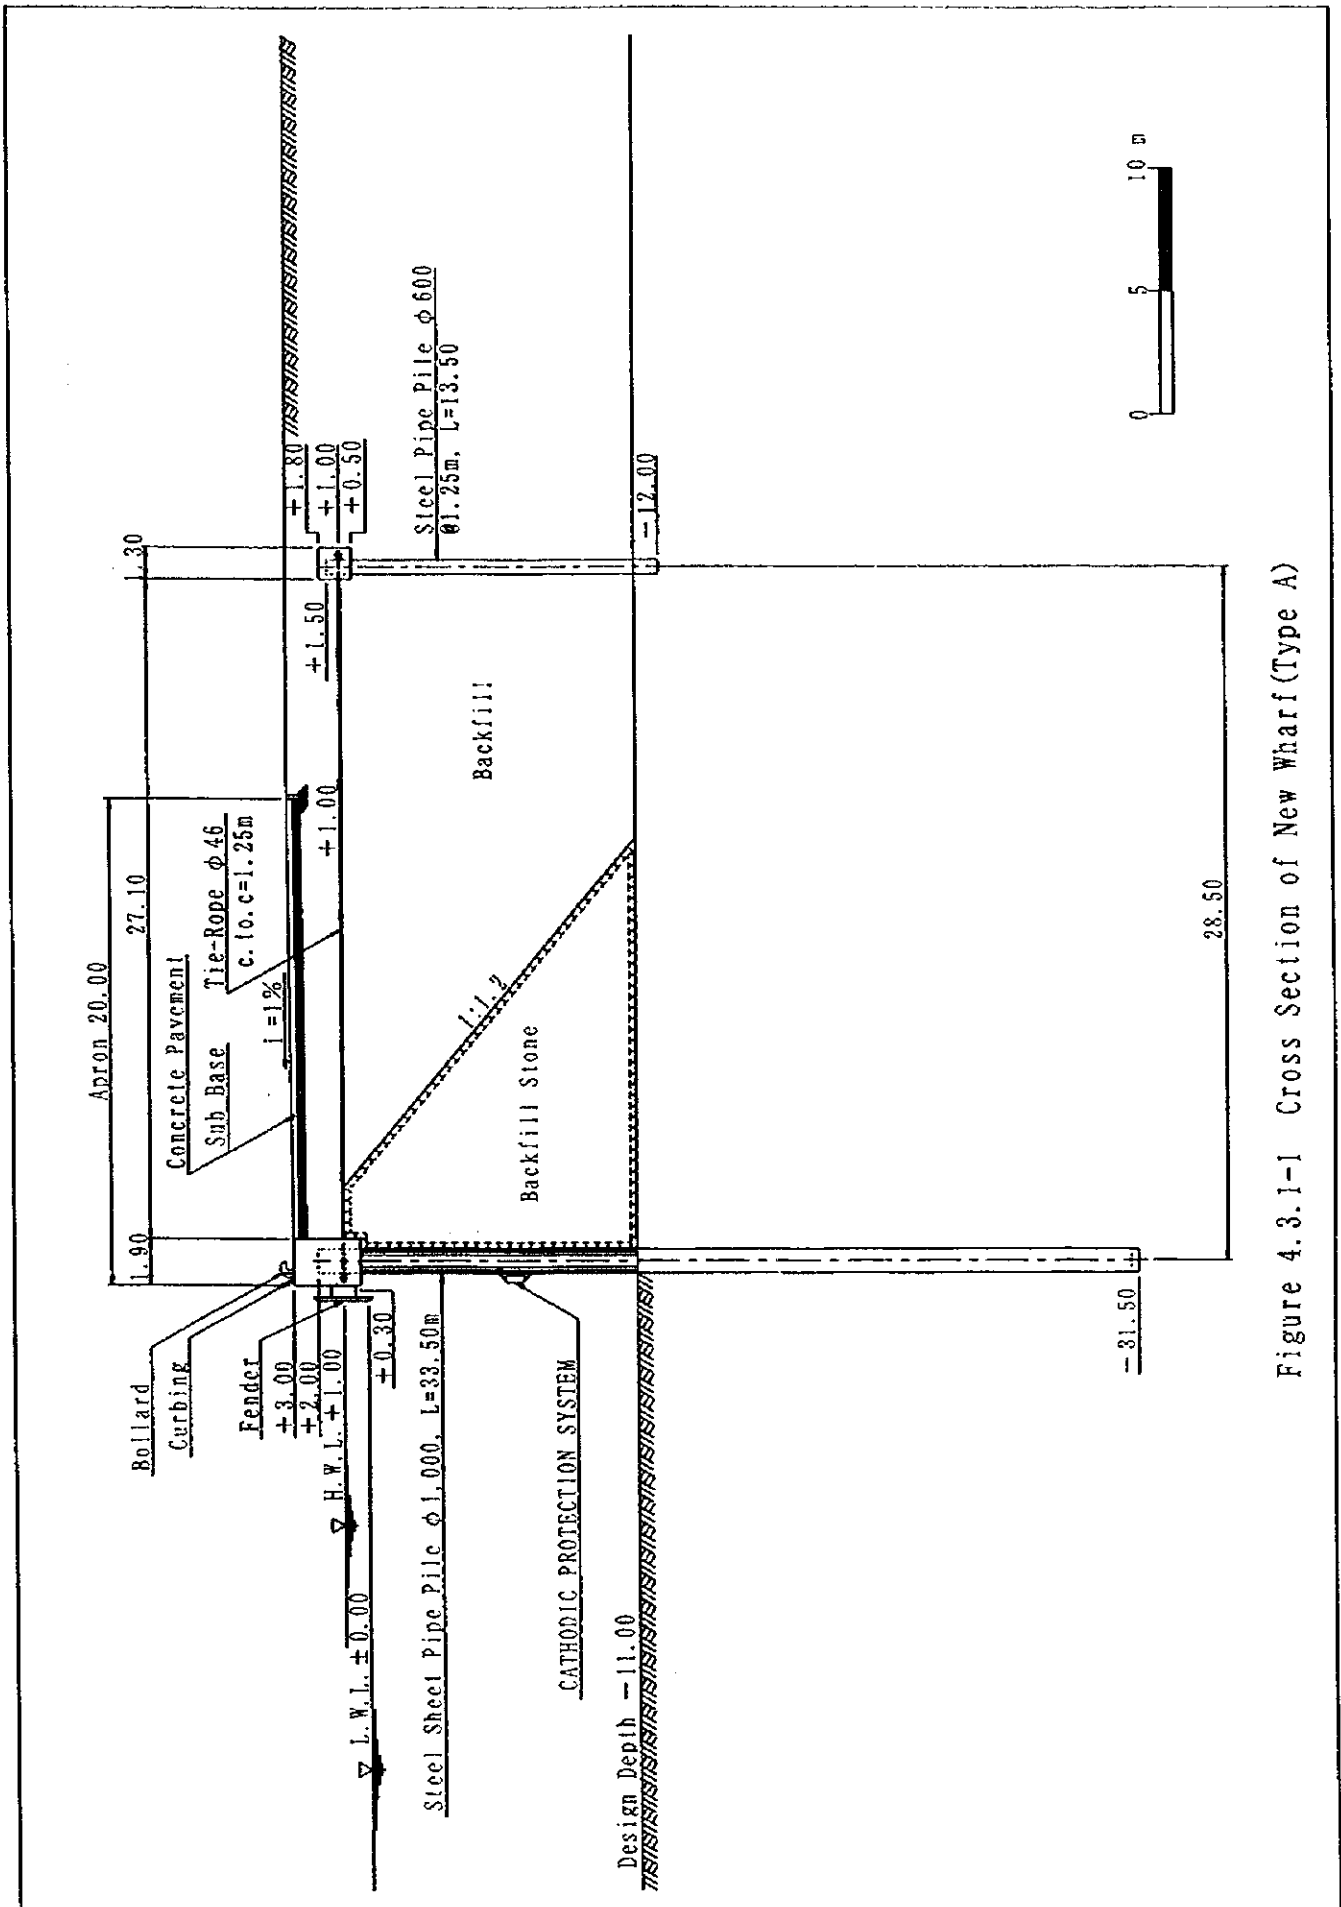 Apron 20.00
1.90
27.10
1.30
Bollard
Curbing
Concrete Pavement
Sub Base
Tie-Rope φ46
c.to.c=1.25m
i=1%
Fender
+3.00
+2.00
H.W.L. +1.00
L.W.L. ±0.00
+0.30
+1.00
+1.50
+1.80
+1.00
+0.50
Steel Sheet Pipe Pile φ1,000, L=33.50m
Steel Pipe Pile φ600
@1.25m, L=13.50
CATHODIC PROTECTION SYSTEM
1:1.2
Backfill Stone
Backfill
Design Depth −11.00
−12.00
−31.50
28.50
0 5 10 m
Figure 4.3.1-1 Cross Section of New Wharf(Type A)